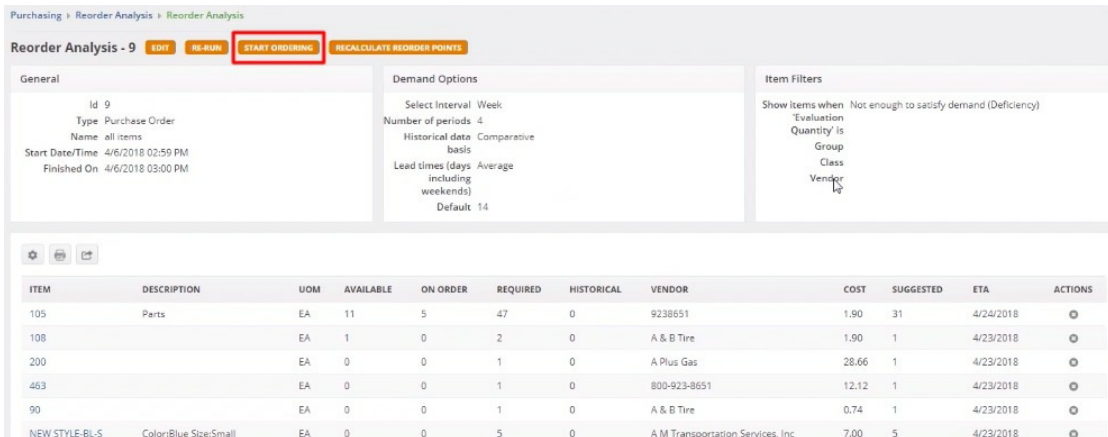 Purchasing › Reorder Analysis › Reorder Analysis
Reorder Analysis - 9 EDIT RE-RUN START ORDERING RECALCULATE REORDER POINTS
General
Id 9
Type Purchase Order
Name all items
Start Date/Time 4/6/2018 02:59 PM
Finished On 4/6/2018 03:00 PM
Demand Options
Select Interval Week
Number of periods 4
Historical data basis Comparative
Lead times (days including weekends) Average
Default 14
Item Filters
Show items when 'Evaluation Quantity' is Not enough to satisfy demand (Deficiency)
Group
Class
Vendor
ITEM DESCRIPTION UOM AVAILABLE ON ORDER REQUIRED HISTORICAL VENDOR COST SUGGESTED ETA ACTIONS
105 Parts EA 11 5 47 0 9238651 1.90 31 4/24/2018
108 EA 1 0 2 0 A & B Tire 1.90 1 4/23/2018
200 EA 0 0 1 0 A Plus Gas 28.66 1 4/23/2018
463 EA 0 0 1 0 800-923-8651 12.12 1 4/23/2018
90 EA 0 0 1 0 A & B Tire 0.74 1 4/23/2018
NEW STYLE-BL-S Color:Blue Size:Small EA 0 0 5 0 A M Transportation Services, Inc 7.00 5 4/23/2018